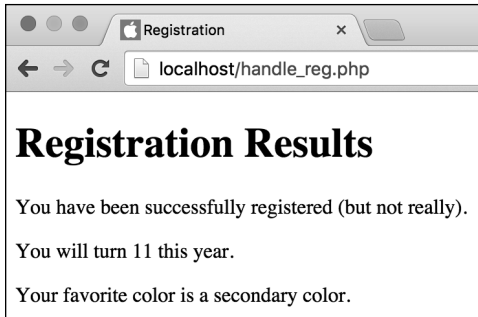 Registration
localhost/handle_reg.php
Registration Results
You have been successfully registered (but not really).
You will turn 11 this year.
Your favorite color is a secondary color.